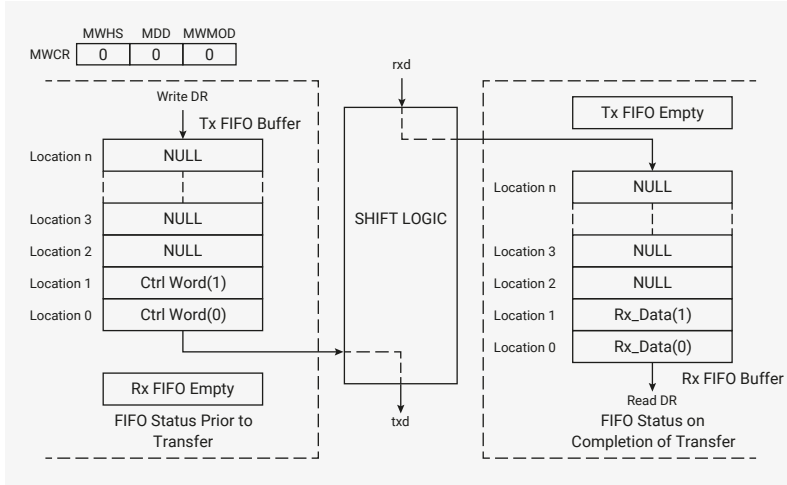 MWHS MDD MWMOD
MWCR 0 0 0
Write DR
Tx FIFO Buffer
Location n NULL
Location 3 NULL
Location 2 NULL
Location 1 Ctrl Word(1)
Location 0 Ctrl Word(0)
Rx FIFO Empty
FIFO Status Prior to
Transfer
rxd
SHIFT LOGIC
txd
Tx FIFO Empty
Location n NULL
Location 3 NULL
Location 2 NULL
Location 1 Rx_Data(1)
Location 0 Rx_Data(0)
Rx FIFO Buffer
Read DR
FIFO Status on
Completion of Transfer